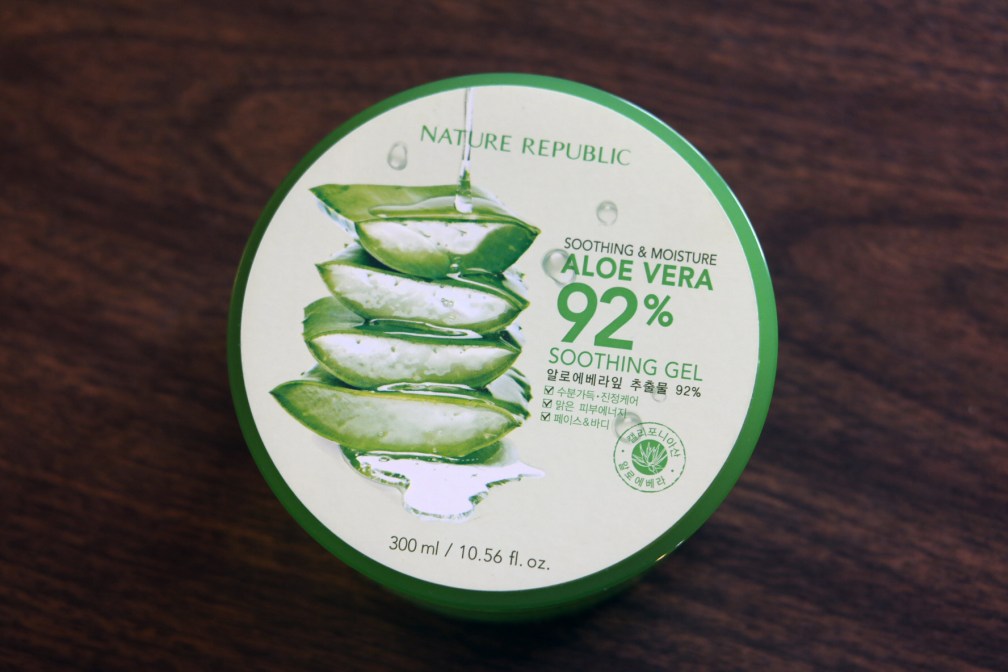 NATURE REPUBLIC
SOOTHING & MOISTURE
ALOE VERA
92%
SOOTHING GEL
알로에베라잎 추출물 92%
수분가득·진정케어
맑은 피부에너지
페이스&바디
캘리포니아산
알로에베라
300 ml / 10.56 fl. oz.